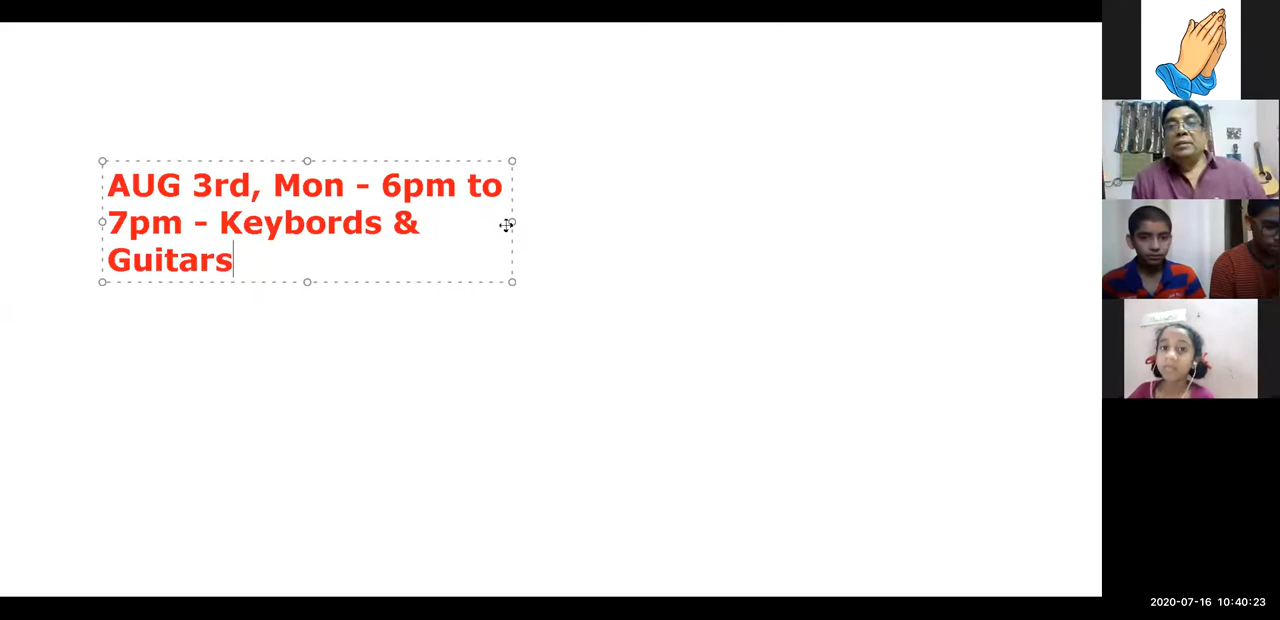 AUG 3rd, Mon - 6pm to
7pm - Keybords &
Guitars
2020-07-16 10:40:23